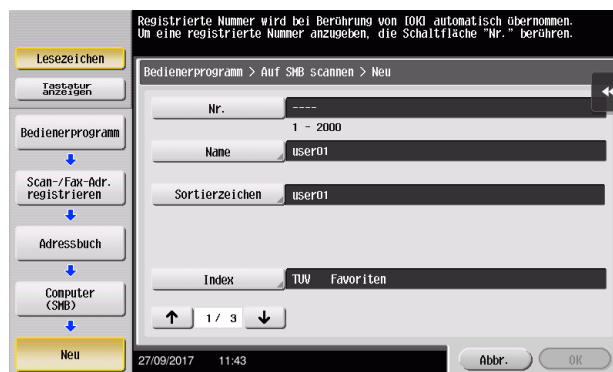 Registrierte Nummer wird bei Berührung von [OK] automatisch übernommen.
Um eine registrierte Nummer anzugeben, die Schaltfläche "Nr." berühren.
Lesezeichen
Tastatur
anzeigen
Bedienerprogramm
Scan-/Fax-Adr.
registrieren
Adressbuch
Computer
(SMB)
Neu
Bedienerprogramm > Auf SMB scannen > Neu
Nr. ----
1 - 2000
Name user01
Sortierzeichen user01
Index TUV Favoriten
↑ 1/ 3 ↓
27/09/2017 11:43
Abbr. OK